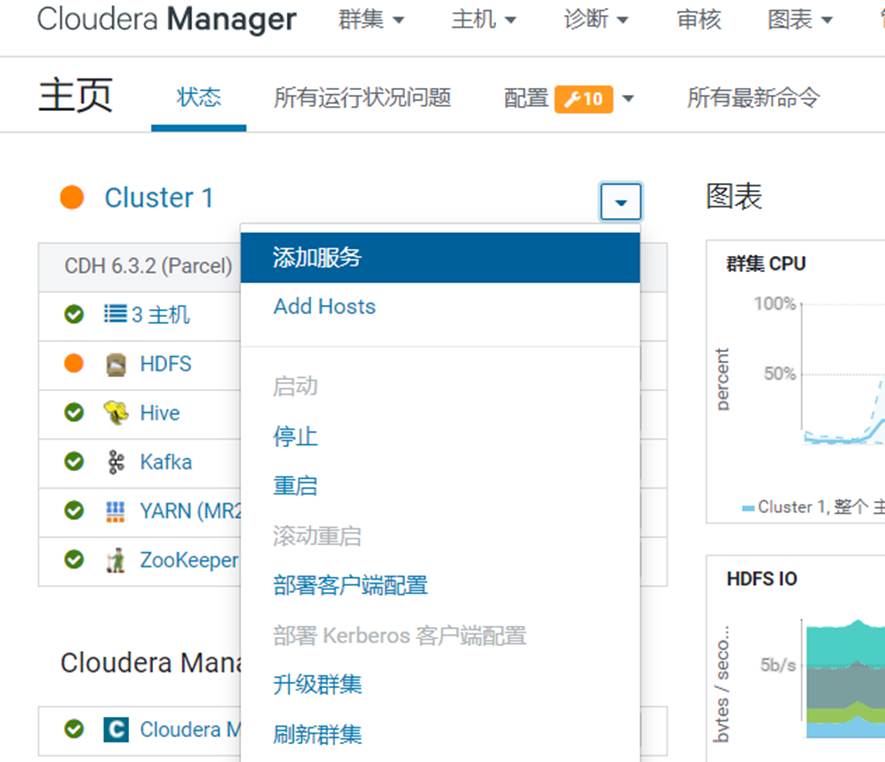 Cloudera Manager 群集 主机 诊断 审核 图表
主页 状态 所有运行状况问题 配置 10 所有最新命令
Cluster 1
CDH 6.3.2 (Parcel)
3 主机
HDFS
Hive
Kafka
YARN (MR2
ZooKeeper
Cloudera Mana
Cloudera M
添加服务
Add Hosts
启动
停止
重启
滚动重启
部署客户端配置
部署 Kerberos 客户端配置
升级群集
刷新群集
图表
群集 CPU
100%
50%
percent
Cluster 1, 整个
HDFS IO
bytes / seco...
5b/s